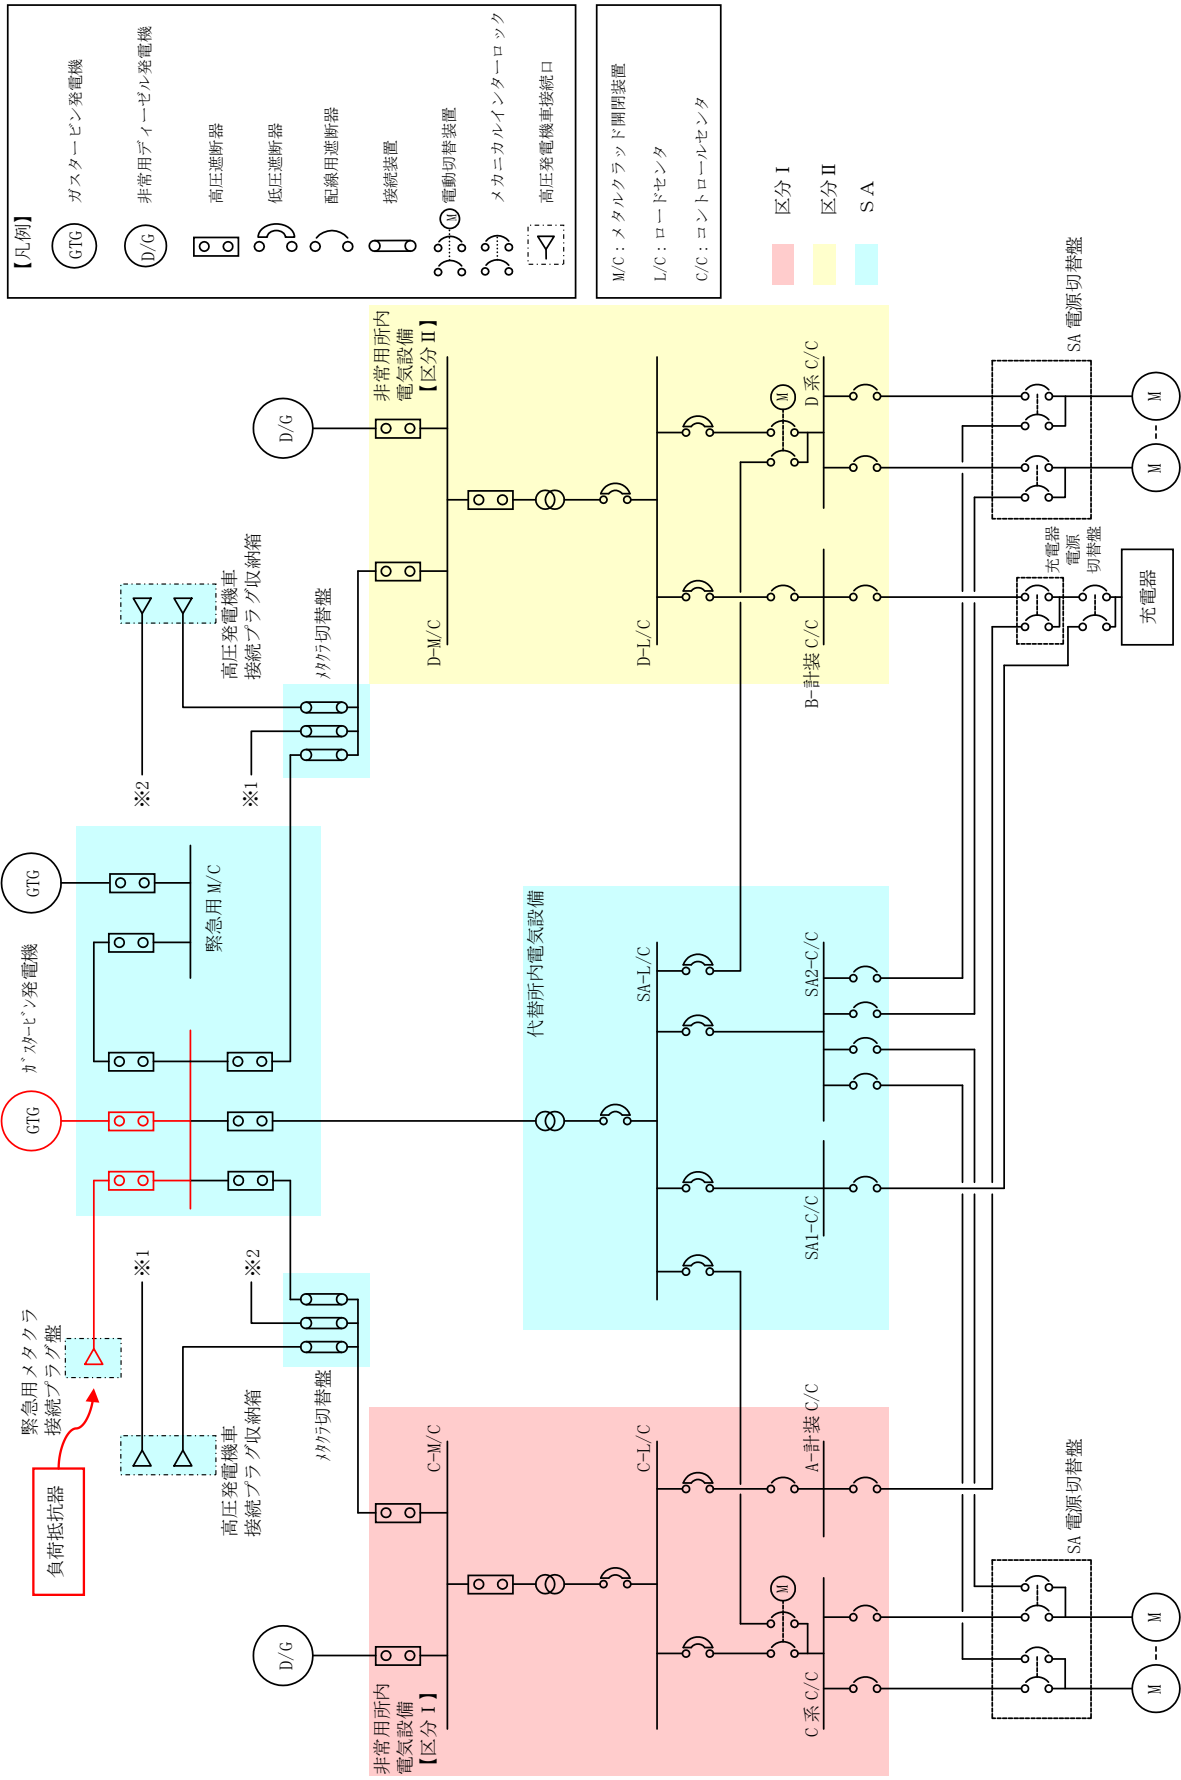 【凡例】
GTG
ガスタービン発電機
D/G
非常用ディーゼル発電機
高圧遮断器
低圧遮断器
配線用遮断器
接続装置
M
電動切替装置
メカニカルインターロック
高圧発電機車接続口
M/C：メタルクラッド開閉装置
L/C：ロードセンタ
C/C：コントロールセンタ
区分Ⅰ
区分Ⅱ
ＳＡ
負荷抵抗器
緊急用メタクラ
接続プラグ盤
GTG
ｶﾞｽﾀｰﾋﾞﾝ発電機
GTG
緊急用 M/C
高圧発電機車
接続プラグ収納箱
※1
※2
メタクラ切替盤
※2
※1
高圧発電機車
接続プラグ収納箱
メタクラ切替盤
D/G
非常用所内
電気設備
【区分Ⅰ】
C-M/C
C-L/C
M
C系 C/C
A-計装 C/C
代替所内電気設備
SA-L/C
SA1-C/C
SA2-C/C
D/G
非常用所内
電気設備
【区分Ⅱ】
D-M/C
D-L/C
M
B-計装 C/C
D系 C/C
SA 電源切替盤
M
M
充電器
電源
切替盤
充電器
SA 電源切替盤
M
M